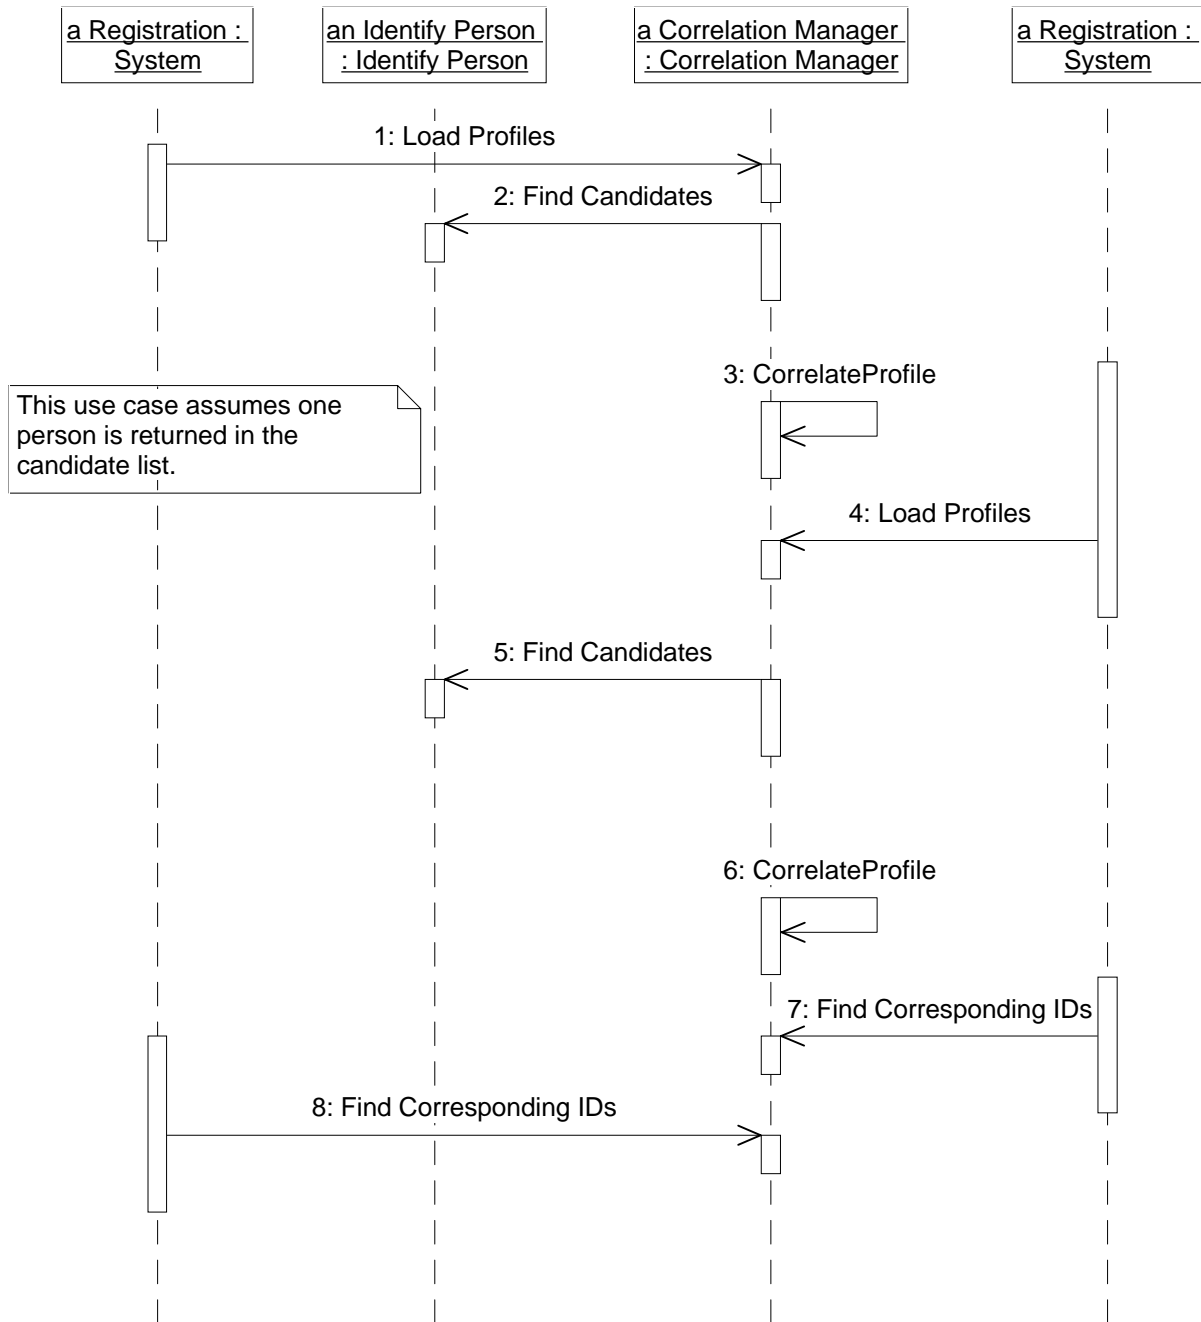 a Registration :
System
an Identify Person
: Identify Person
a Correlation Manager
: Correlation Manager
a Registration :
System
1: Load Profiles
2: Find Candidates
3: CorrelateProfile
This use case assumes one
person is returned in the
candidate list.
4: Load Profiles
5: Find Candidates
6: CorrelateProfile
7: Find Corresponding IDs
8: Find Corresponding IDs